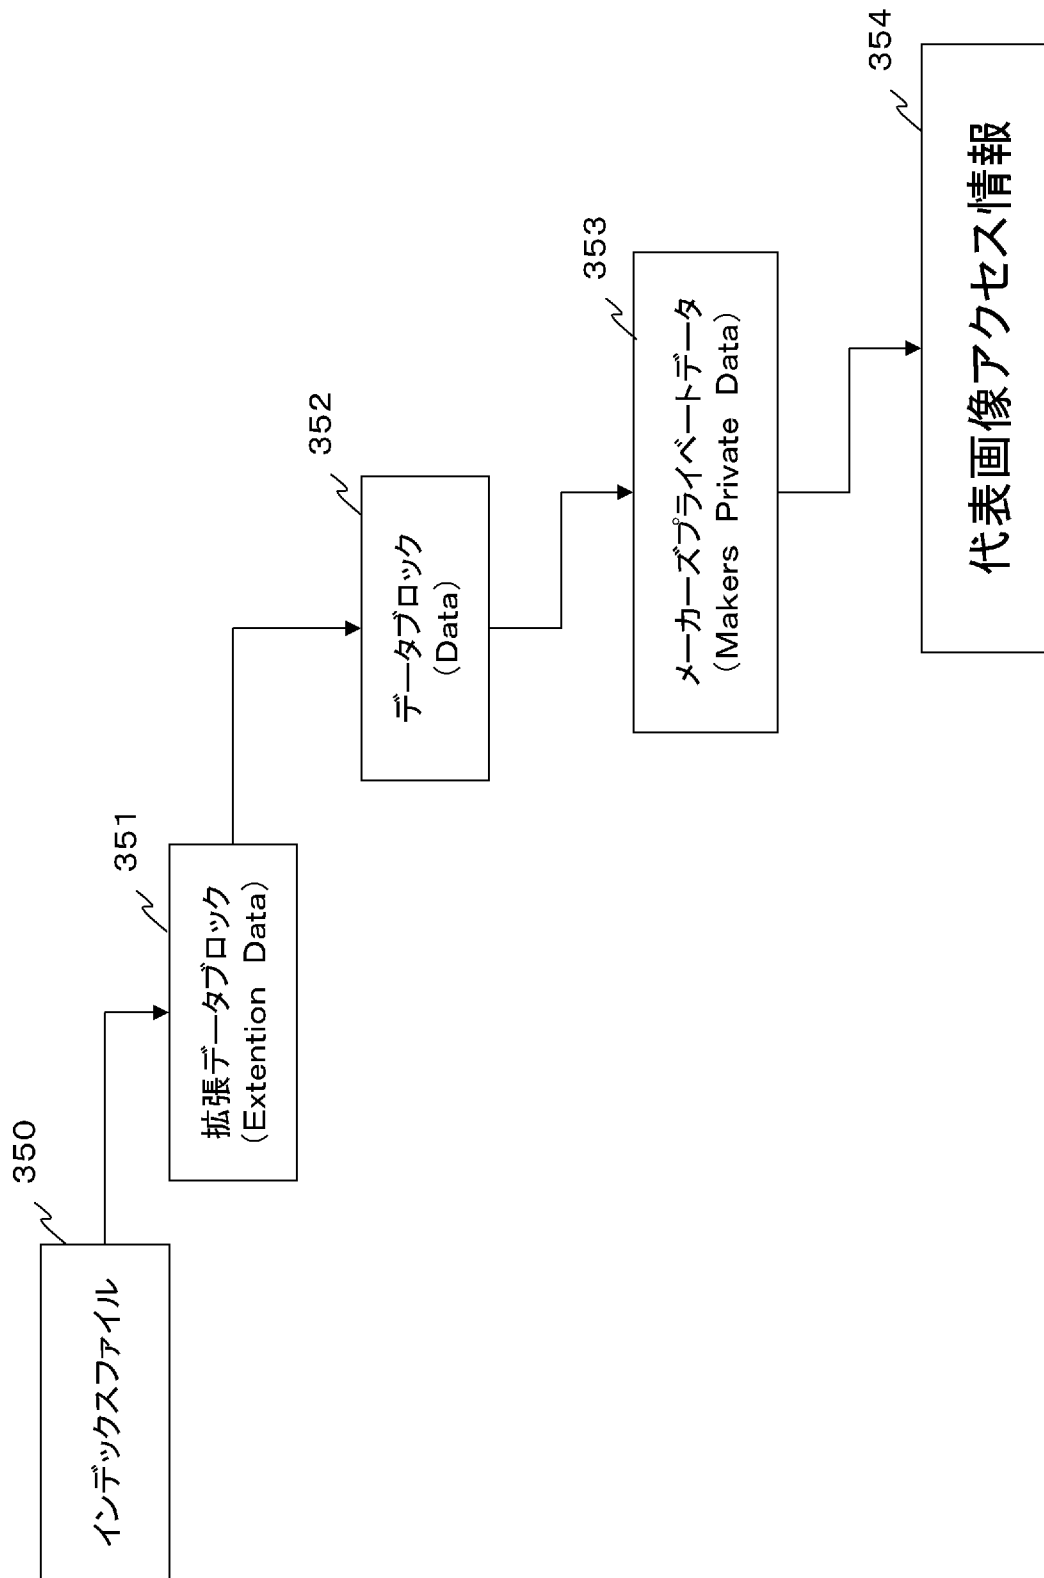 350
インデックスファイル
351
拡張データブロック
(Extention Data)
352
データブロック
(Data)
353
メーカーズプライベートデータ
(Makers Private Data)
354
代表画像アクセス情報